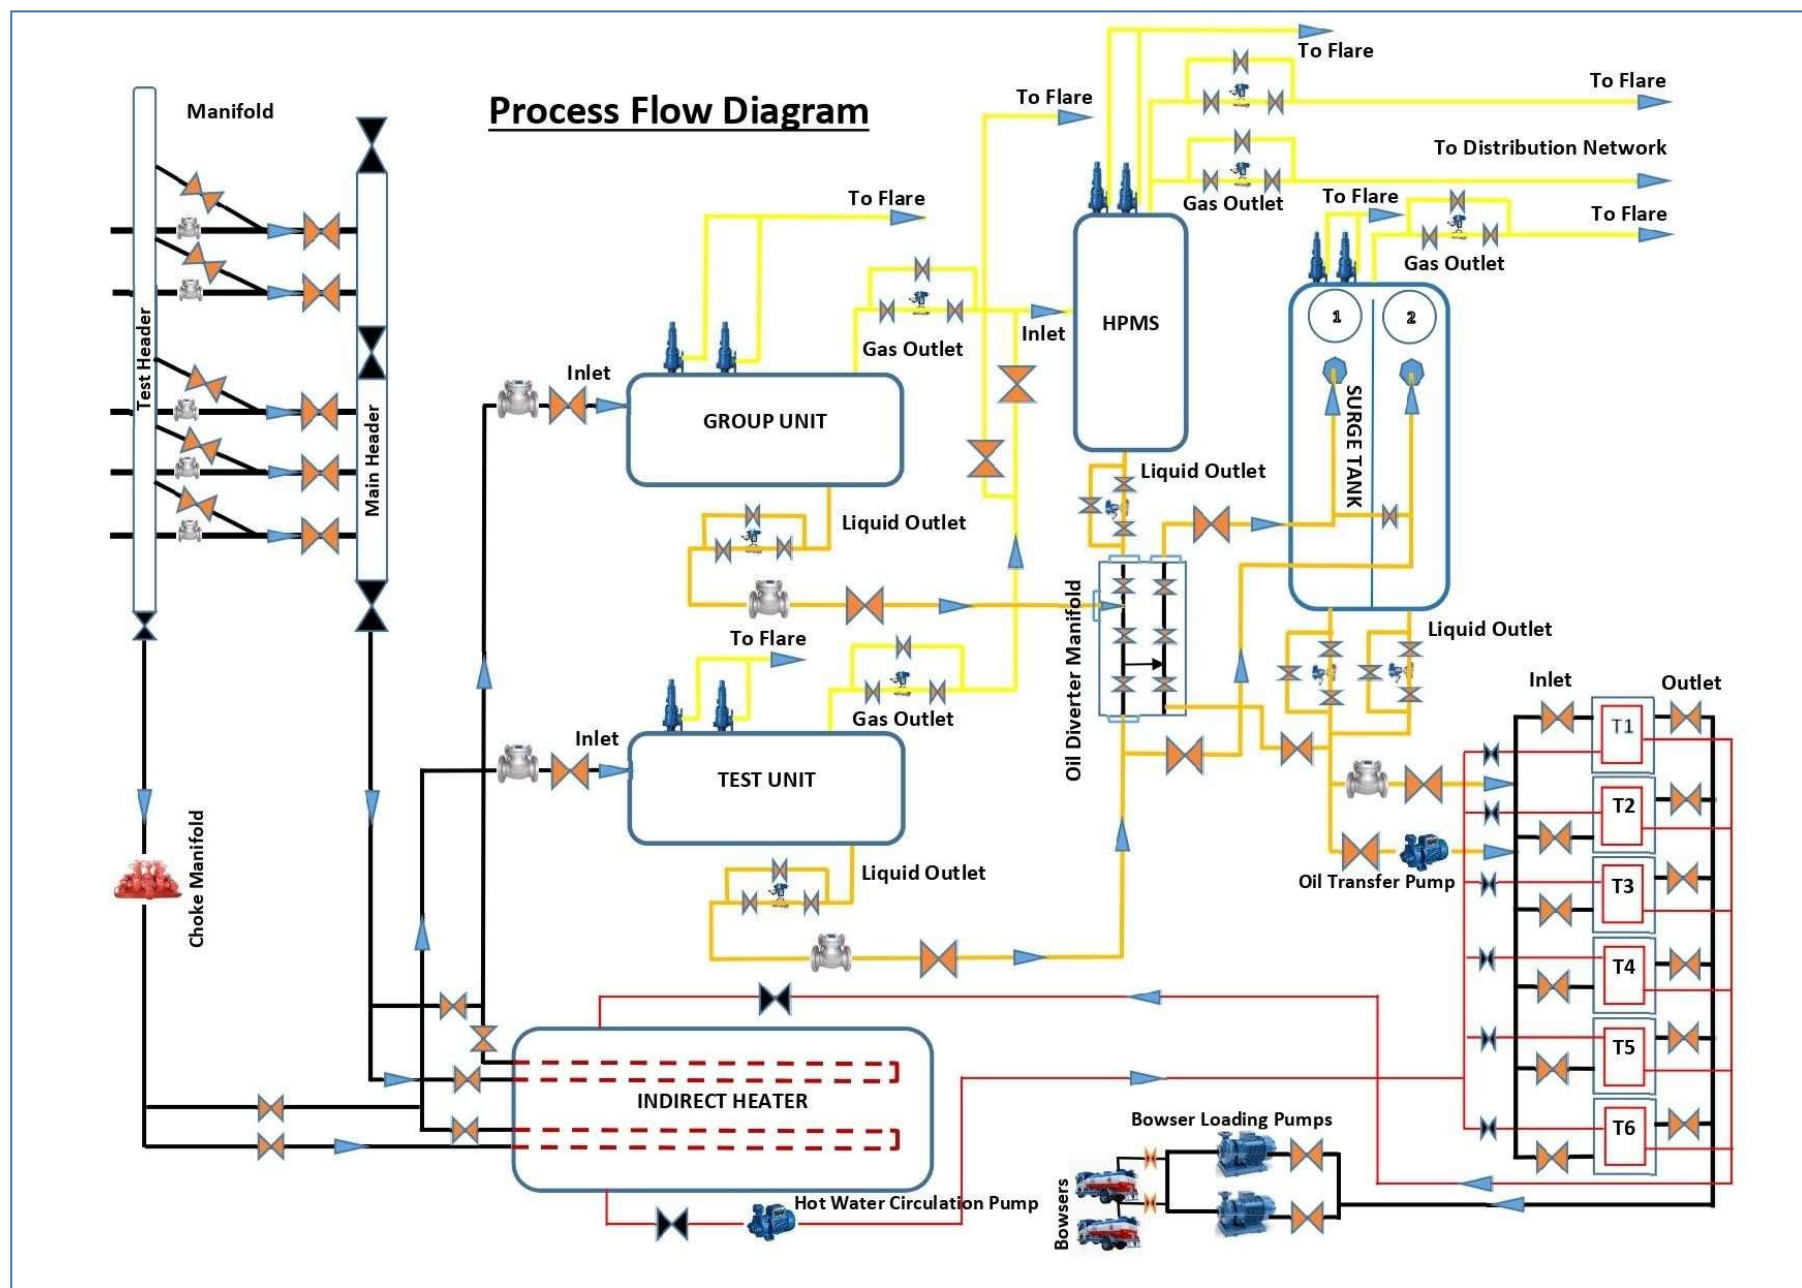 Process Flow Diagram
Manifold
Test Header
Main Header
Choke Manifold
To Flare
To Flare
To Flare
To Flare
To Distribution Network
Gas Outlet
To Flare
To Flare
Gas Outlet
To Flare
Gas Outlet
Inlet
HPMS
1
2
SURGE TANK
Inlet
GROUP UNIT
Liquid Outlet
Liquid Outlet
Oil Diverter Manifold
Liquid Outlet
To Flare
Gas Outlet
Inlet
TEST UNIT
Liquid Outlet
Oil Transfer Pump
Inlet
Outlet
T1
T2
T3
T4
T5
T6
INDIRECT HEATER
Hot Water Circulation Pump
Bowser Loading Pumps
Bowsers